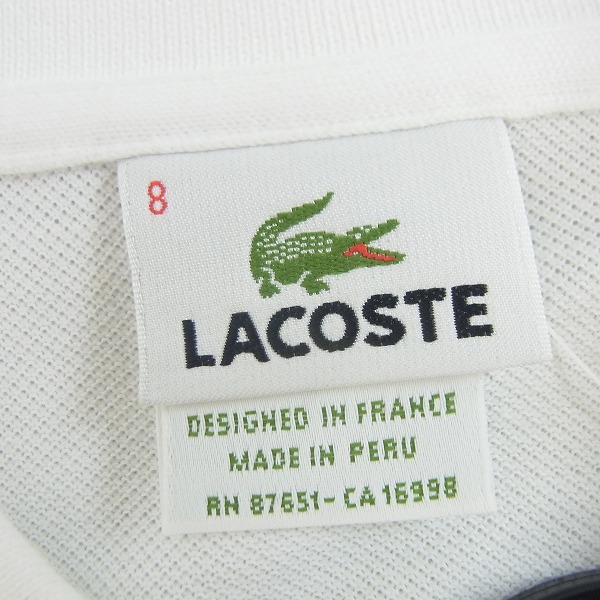 8
LACOSTE
DESIGNED IN FRANCE
MADE IN PERU
RN 87651-CA 16998